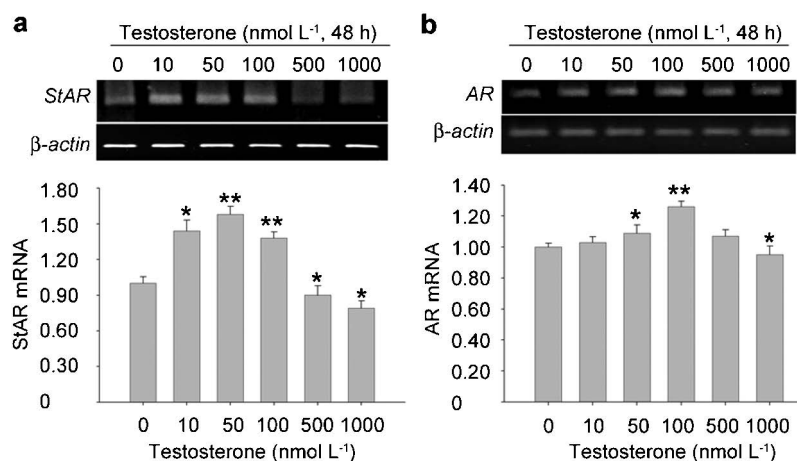 a
Testosterone (nmol L⁻¹, 48 h)
0 10 50 100 500 1000
StAR
β-actin
StAR mRNA
1.80
1.50
1.20
0.90
0.60
0.30
0
* ** ** * *
0 10 50 100 500 1000
Testosterone (nmol L⁻¹)
b
Testosterone (nmol L⁻¹, 48 h)
0 10 50 100 500 1000
AR
β-actin
AR mRNA
1.40
1.20
1.00
0.80
0.60
0.40
0.20
0
* ** *
0 10 50 100 500 1000
Testosterone (nmol L⁻¹)